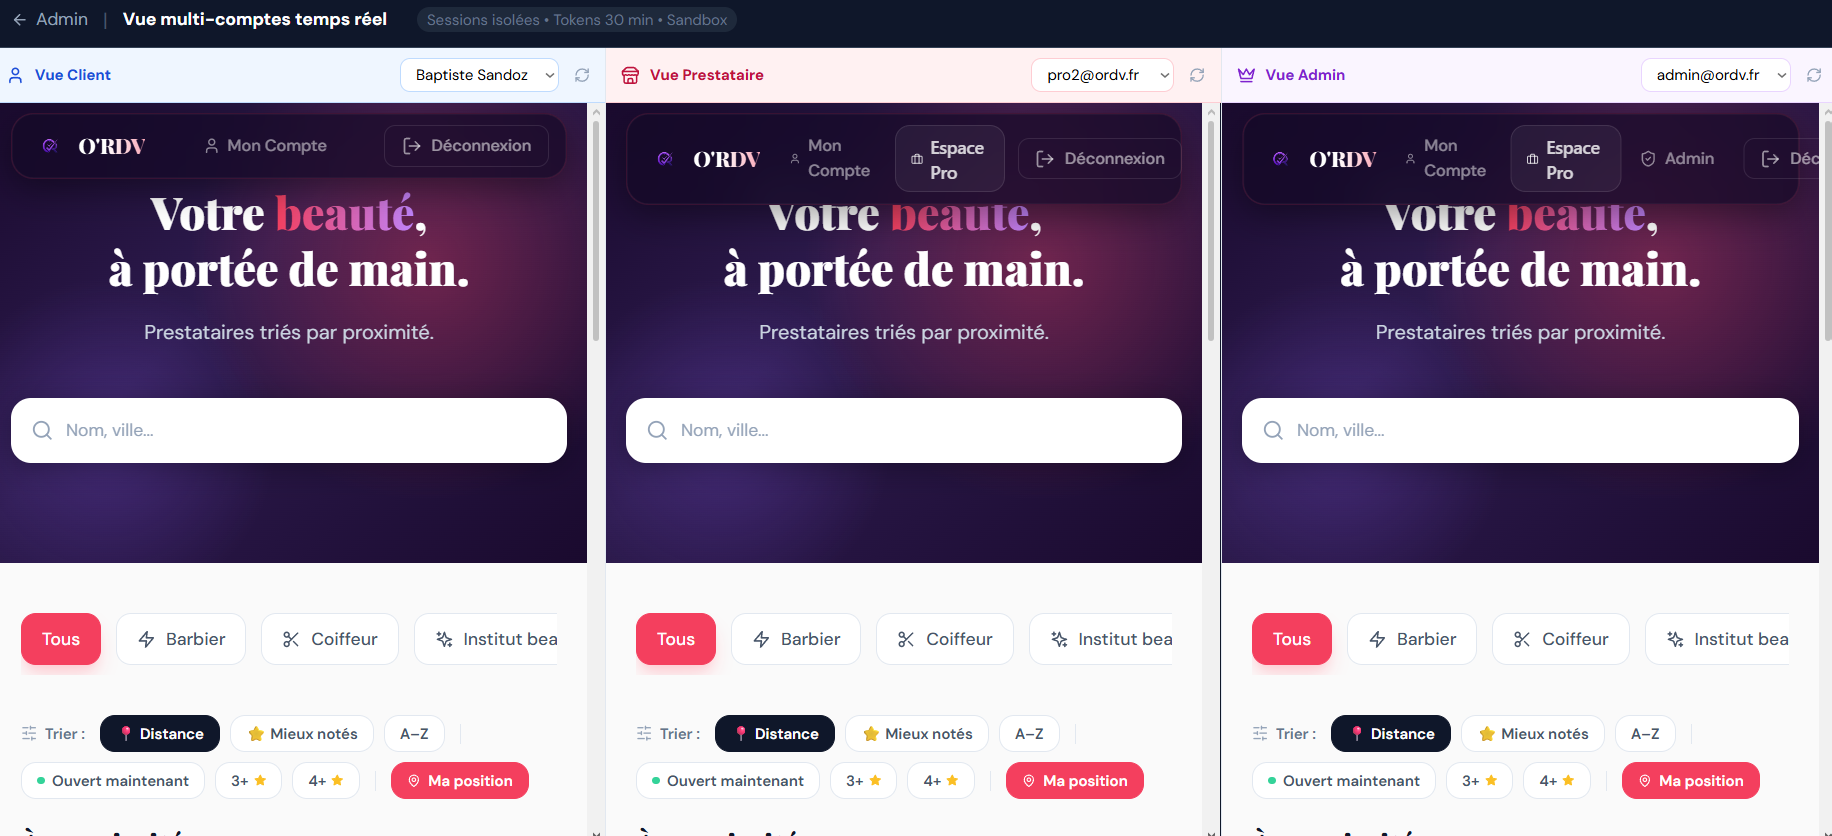 Admin | Vue multi-comptes temps réel Sessions isolées • Tokens 30 min • Sandbox
Vue Client Baptiste Sandoz
O'RDV Mon Compte Déconnexion
Votre beauté,
à portée de main.
Prestataires triés par proximité.
Nom, ville...
Tous Barbier Coiffeur Institut bea
Trier : Distance Mieux notés A–Z
Ouvert maintenant 3+ 4+ Ma position
Vue Prestataire pro2@ordv.fr
O'RDV Mon Compte Espace Pro Déconnexion
Votre beauté,
à portée de main.
Prestataires triés par proximité.
Nom, ville...
Tous Barbier Coiffeur Institut bea
Trier : Distance Mieux notés A–Z
Ouvert maintenant 3+ 4+ Ma position
Vue Admin admin@ordv.fr
O'RDV Mon Compte Espace Pro Admin Déc
Votre beauté,
à portée de main.
Prestataires triés par proximité.
Nom, ville...
Tous Barbier Coiffeur Institut bea
Trier : Distance Mieux notés A–Z
Ouvert maintenant 3+ 4+ Ma position